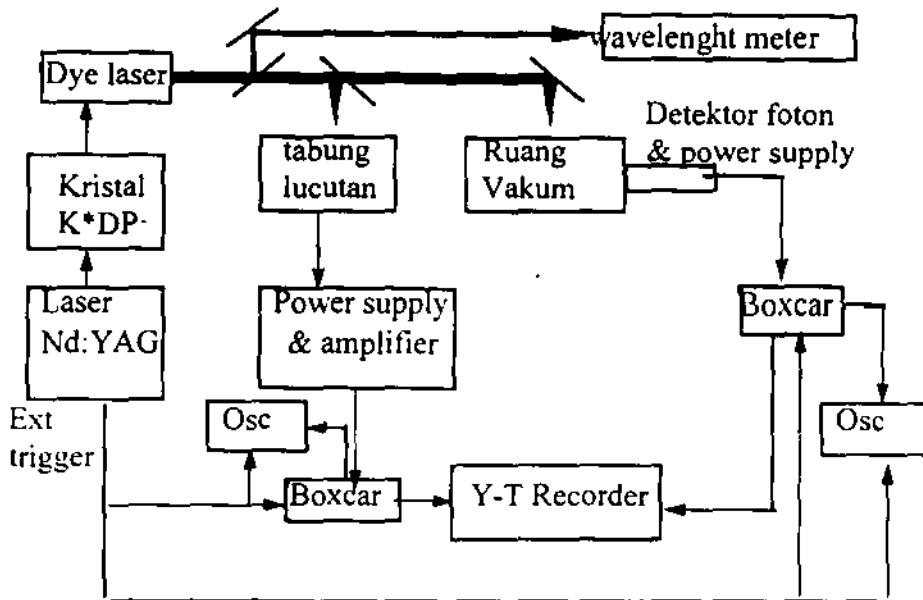 wavelenght meter
Dye laser
Detektor foton
& power supply
tabung
lucutan
Ruang
Vakum
Kristal
K*DP-
Laser
Nd:YAG
Power supply
& amplifier
Boxcar
Ext
trigger
Osc
Osc
Boxcar
Y-T Recorder